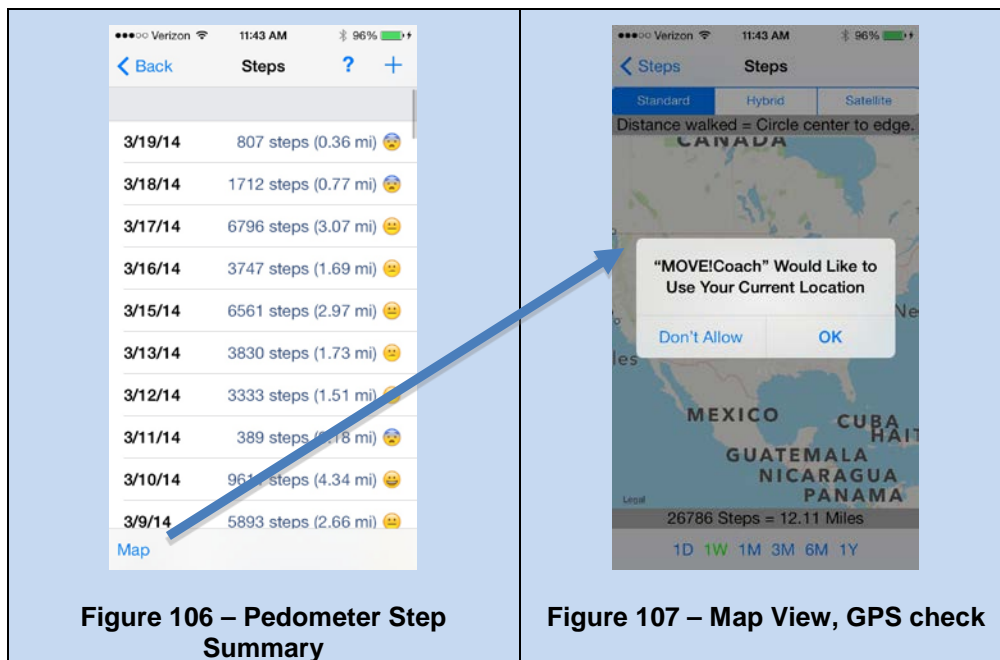 Verizon 11:43 AM 96%
Back Steps ? +
3/19/14 807 steps (0.36 mi)
3/18/14 1712 steps (0.77 mi)
3/17/14 6796 steps (3.07 mi)
3/16/14 3747 steps (1.69 mi)
3/15/14 6561 steps (2.97 mi)
3/13/14 3830 steps (1.73 mi)
3/12/14 3333 steps (1.51 mi)
3/11/14 389 steps mi)
3/10/14 steps (4.34 mi)
3/9/14 5893 steps (2.66 mi)
Map
Figure 106 – Pedometer Step
Summary
Verizon 11:43 AM 96%
Steps Steps
Standard Hybrid Satellite
Distance walked = Circle center to edge.
CANADA
“MOVE!Coach” Would Like to
Use Your Current Location
Ne
Don't Allow OK
les
MEXICO
CUBA
HAIT
GUATEMALA
NICARAGUA
PANAMA
Legal
26786 Steps = 12.11 Miles
1D 1W 1M 3M 6M 1Y
Figure 107 – Map View, GPS check